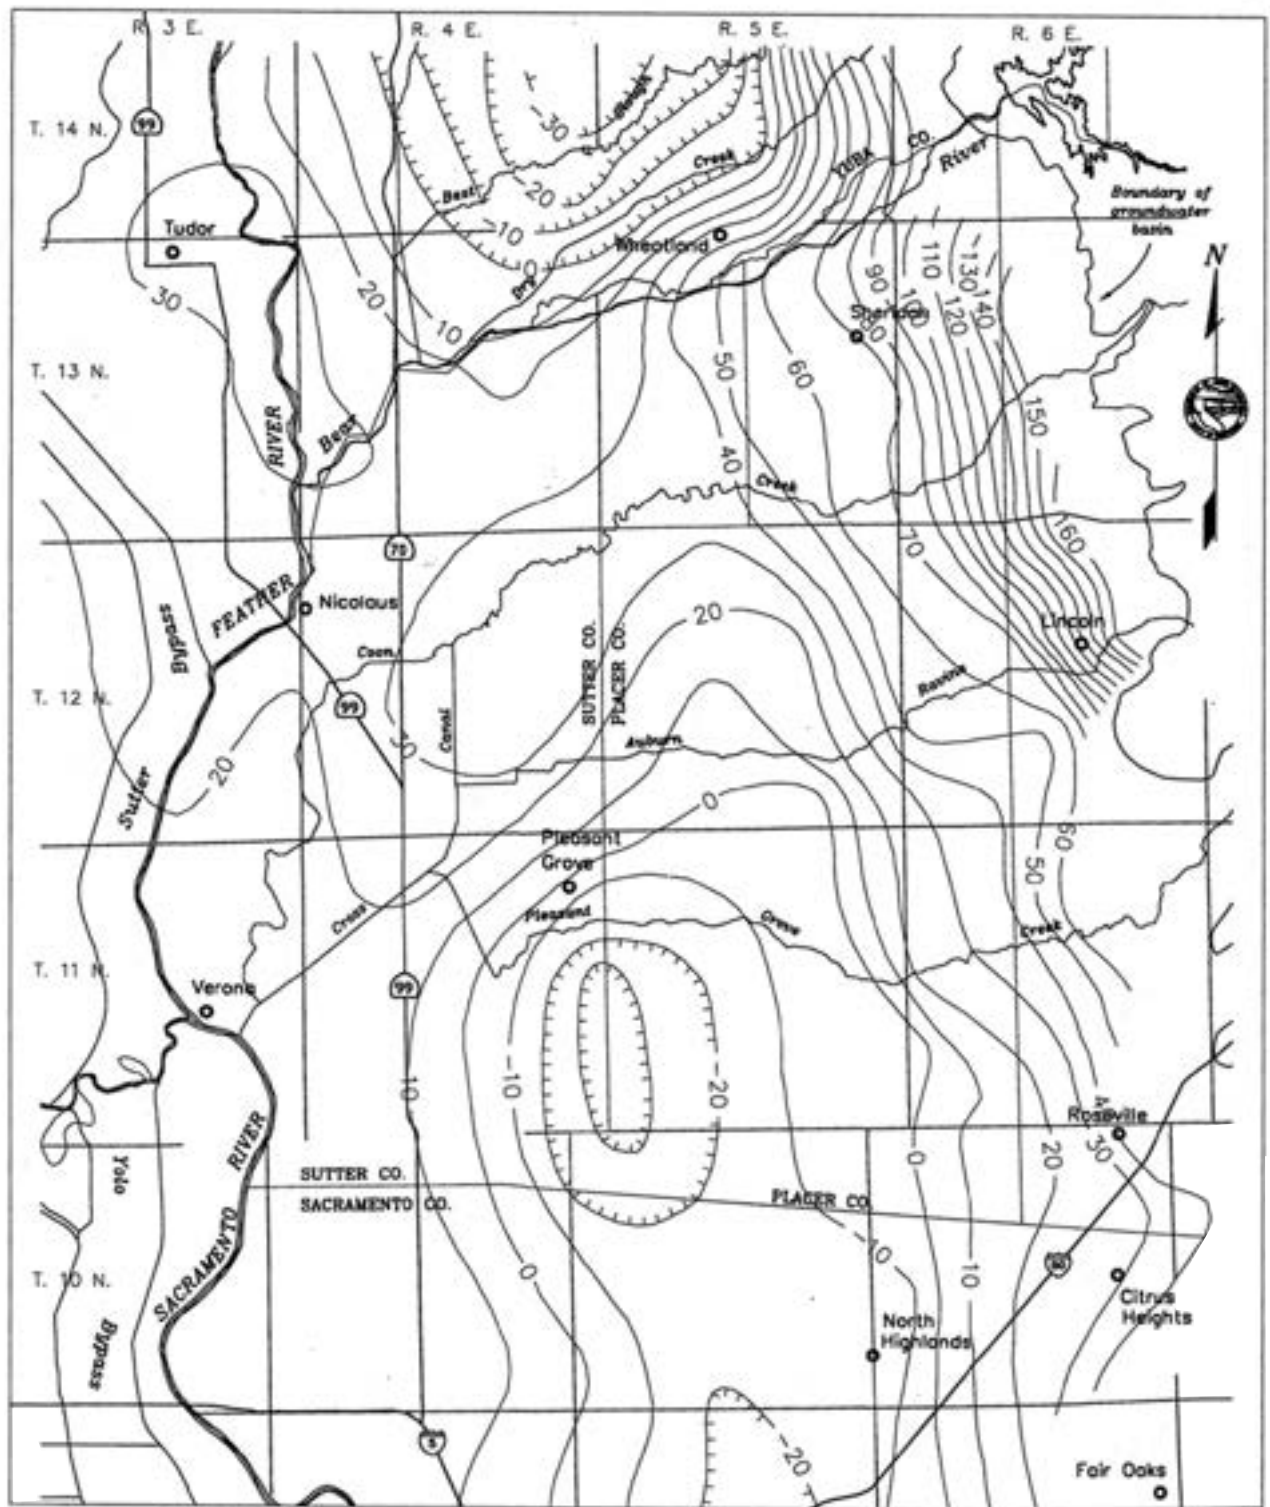 R. 3 E.
R. 4 E.
R. 5 E.
R. 6 E.
T. 14 N.
99
-30
Slough
Best
-20
Creek
YUBA CO.
River
Boundary of
groundwater
basin
N
Tudor
-10
Wheatland
0
Dry
30
20
10
90
110
-130
140
100
120
80
Sheridan
50
60
T. 13 N.
RIVER
Bear
40
150
Creek
70
70
160
Bypass
FEATHER
Nicolaus
20
Lincoln
Coon
SUTTER CO.
PLACER CO.
T. 12 N.
99
Canal
Ravine
30
Auburn
20
Sutter
0
Pleasant
Grove
60
50
Cross
Pleasant
Grove
Creek
T. 11 N.
Verona
99
10
-10
-20
Roseville
30
20
0
Yolo
RIVER
SUTTER CO.
SACRAMENTO CO.
PLACER CO.
SACRAMENTO
-10
T. 10 N.
0
10
80
Citrus
Heights
North
Highlands
Bypass
5
-20
Fair Oaks